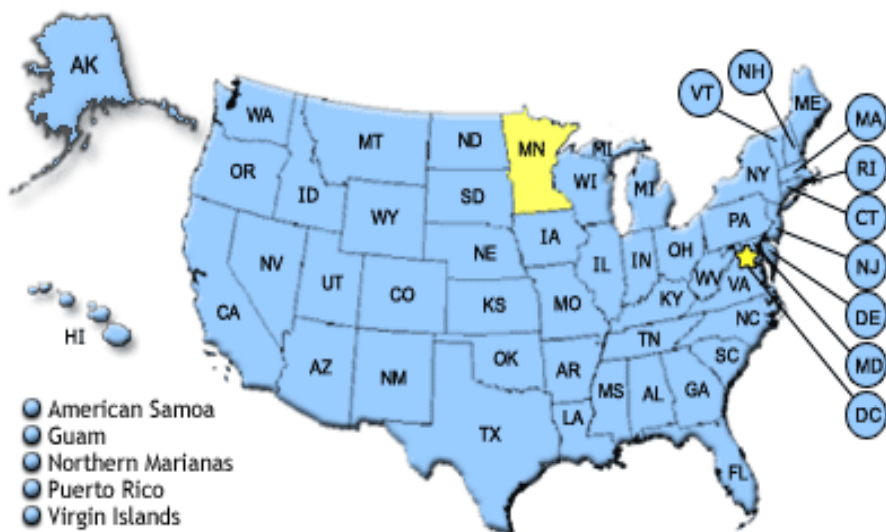 AK
NH
VT
ME
WA
MT
ND
MN
MI
MA
OR
ID
SD
WI
MI
NY
RI
WY
CT
IA
PA
NE
NV
UT
CO
IL
IN
OH
NJ
WV
VA
CA
KS
MO
KY
DE
HI
NC
TN
AZ
NM
OK
AR
SC
MD
MS
AL
GA
TX
LA
DC
FL
American Samoa
Guam
Northern Marianas
Puerto Rico
Virgin Islands